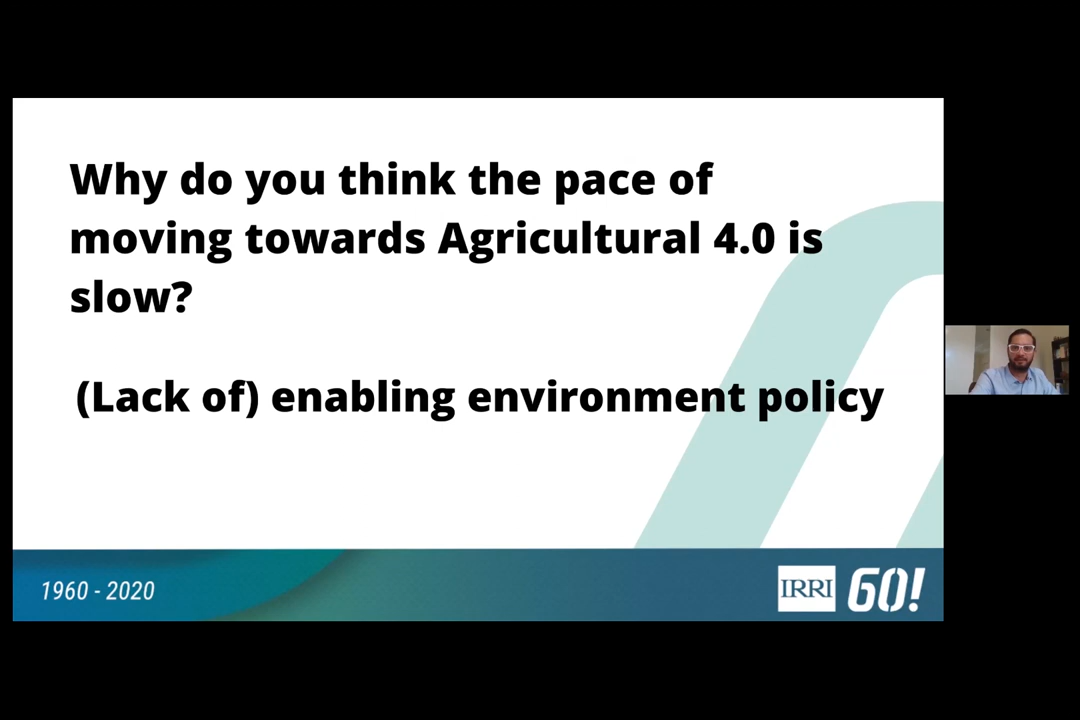 Why do you think the pace of
moving towards Agricultural 4.0 is
slow?
(Lack of) enabling environment policy
1960 - 2020
IRRI 60!